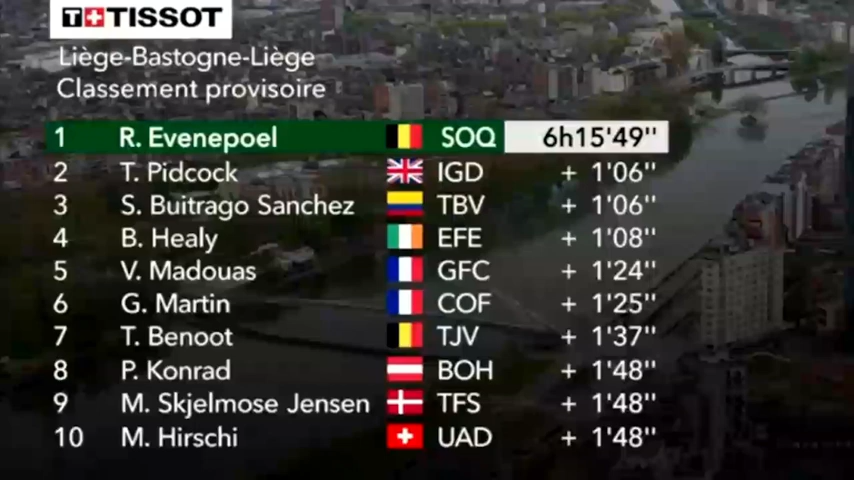 T+TISSOT
Liège-Bastogne-Liège
Classement provisoire
1 R. Evenepoel SOQ 6h15'49''
2 T. Pidcock IGD + 1'06''
3 S. Buitrago Sanchez TBV + 1'06''
4 B. Healy EFE + 1'08''
5 V. Madouas GFC + 1'24''
6 G. Martin COF + 1'25''
7 T. Benoot TJV + 1'37''
8 P. Konrad BOH + 1'48''
9 M. Skjelmose Jensen TFS + 1'48''
10 M. Hirschi UAD + 1'48''